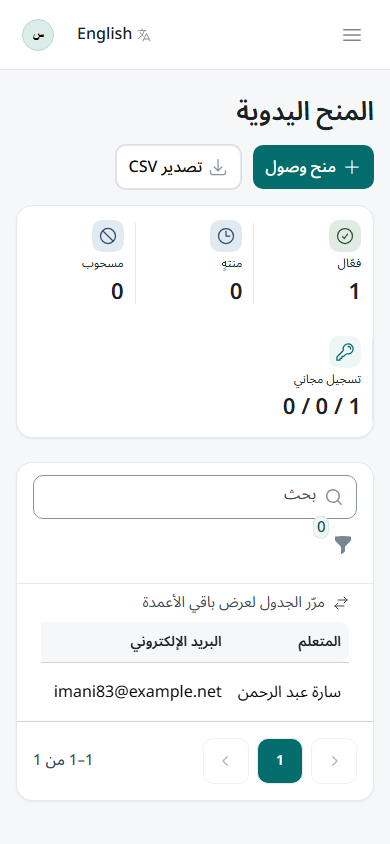 س
English
المنح اليدوية
منح وصول
تصدير CSV
فعّال
1
منتهٍ
0
مسحوب
0
تسجيل مجاني
0 / 0 / 1
بحث
0
مرّر الجدول لعرض باقي الأعمدة
المتعلم البريد الإلكتروني
سارة عبد الرحمن imani83@example.net
1
1–1 من 1